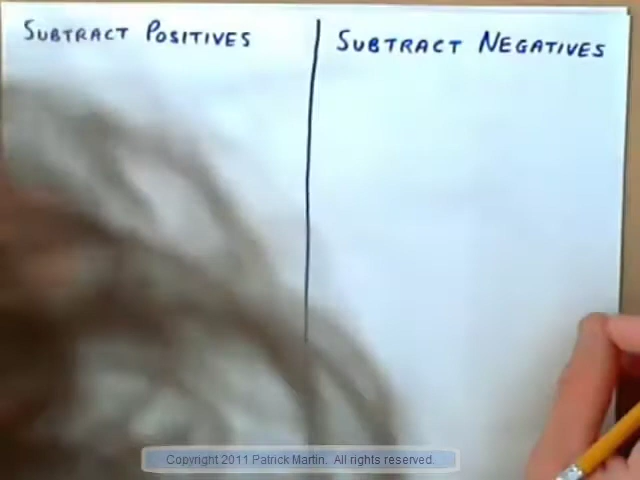 Subtract Positives
Subtract Negatives
Copyright 2011 Patrick Martin. All rights reserved.